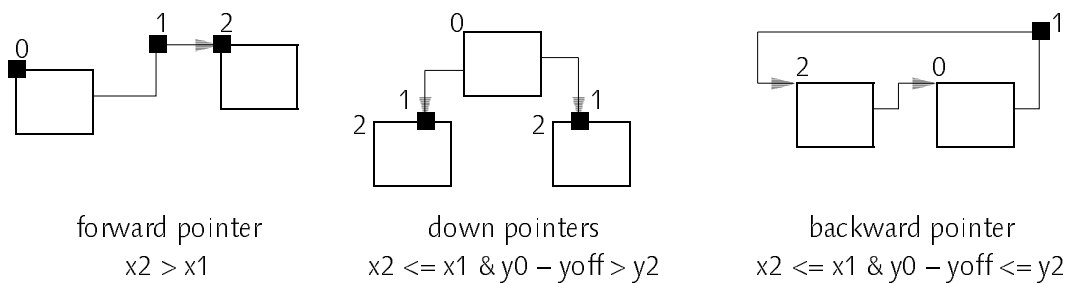 0 1 2
0
1 1
2 2
1
2 0
forward pointer
x2 > x1
down pointers
x2 <= x1 & y0 – yoff > y2
backward pointer
x2 <= x1 & y0 – yoff <= y2